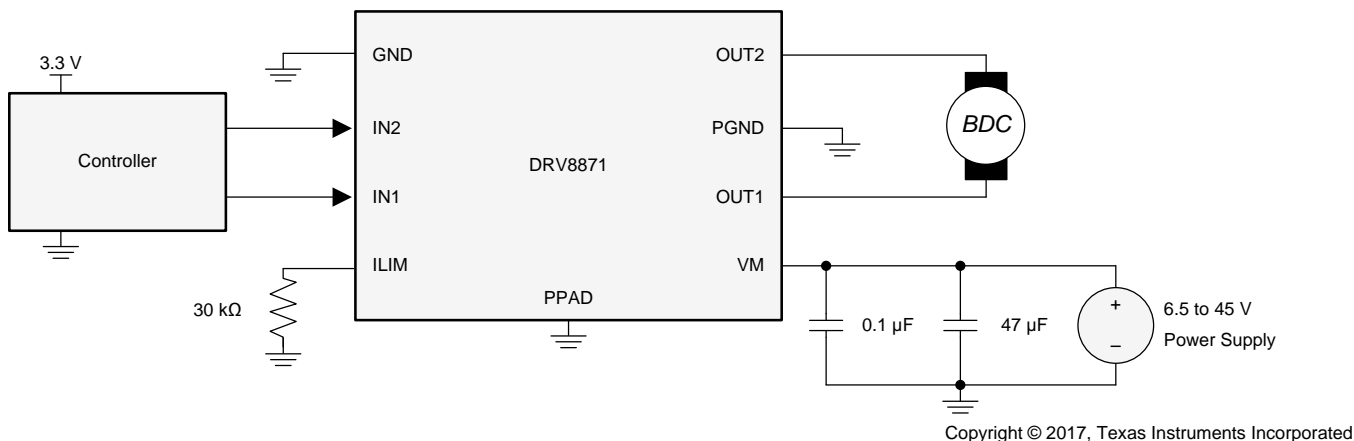 3.3 V
Controller
GND
IN2
IN1
ILIM
30 kΩ
DRV8871
PPAD
OUT2
PGND
OUT1
VM
BDC
0.1 µF
47 µF
+
–
6.5 to 45 V
Power Supply
Copyright © 2017, Texas Instruments Incorporated